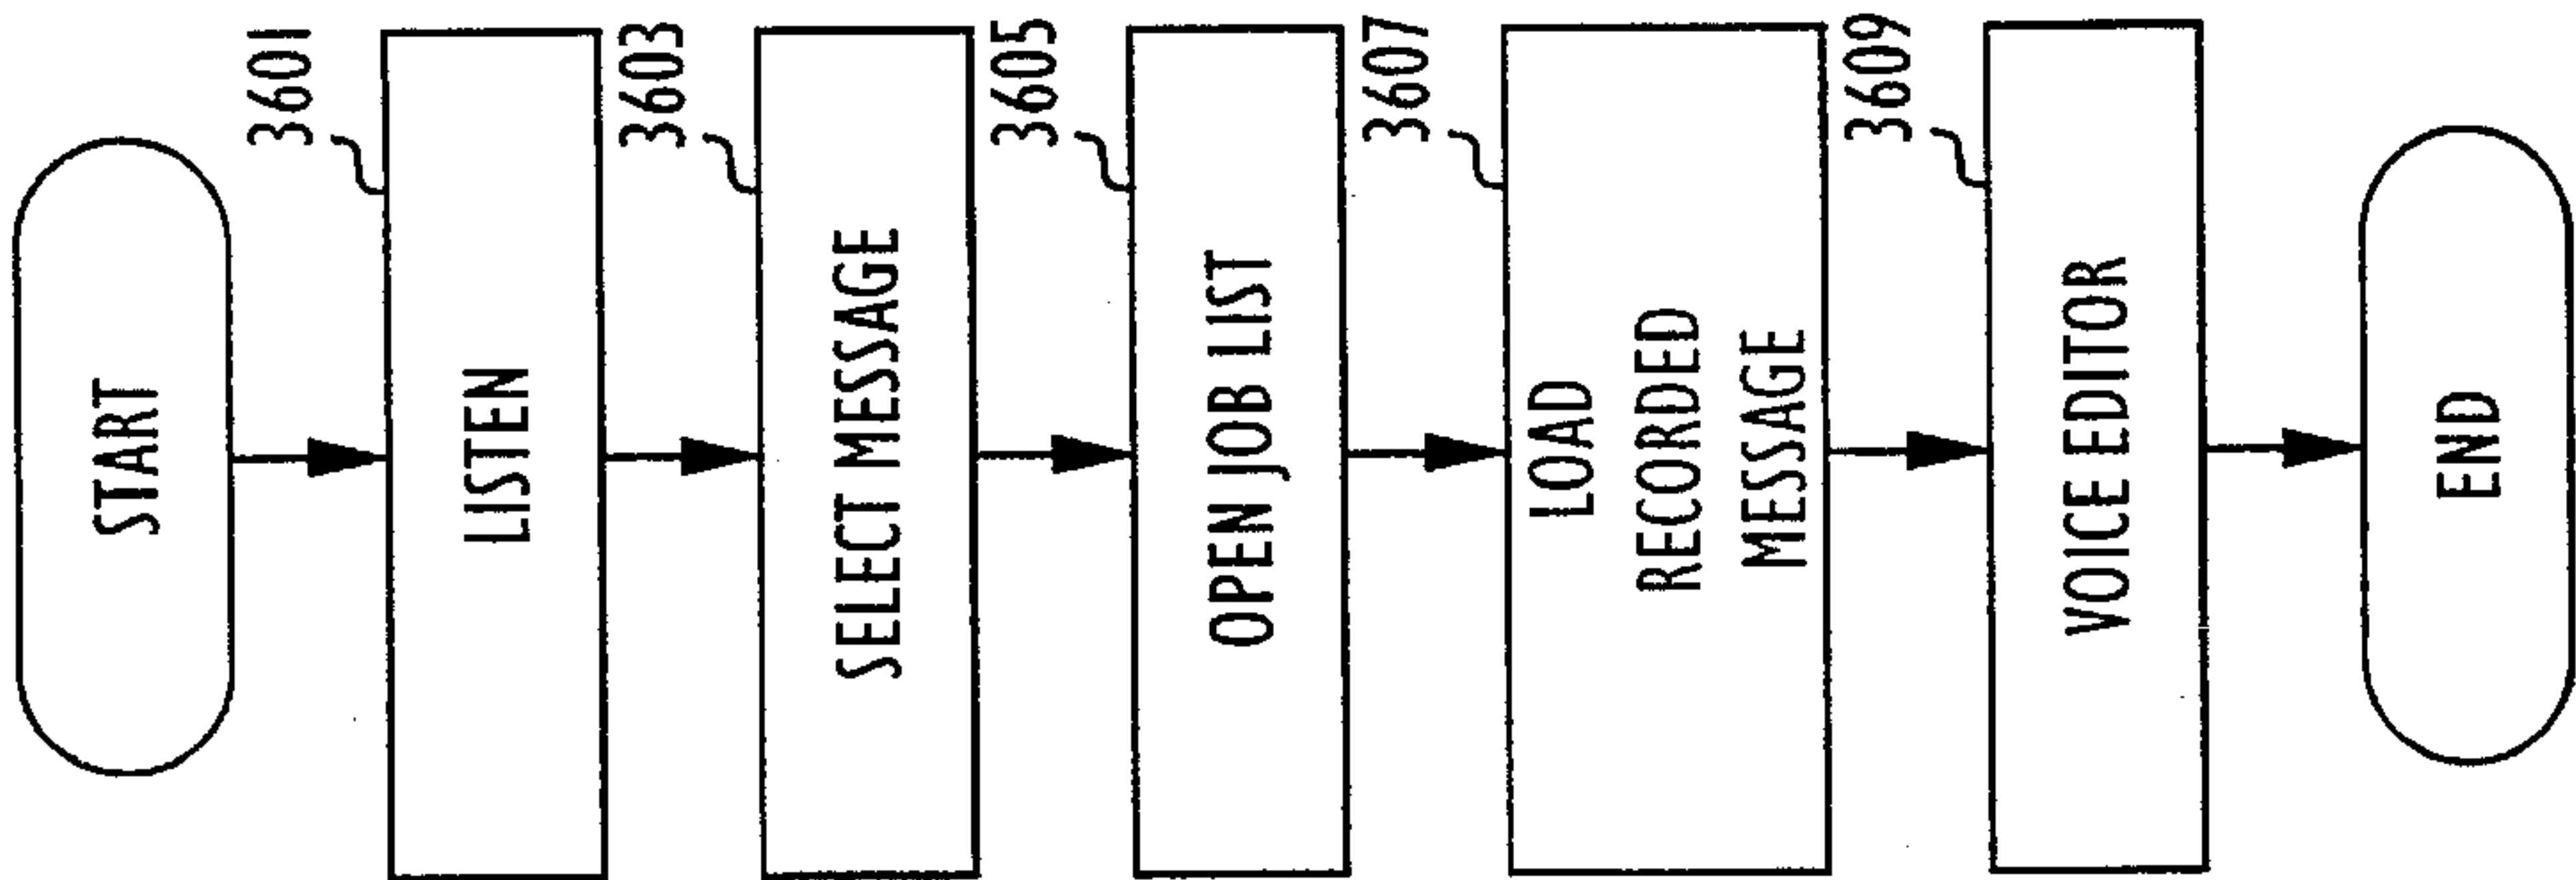 START
3601
LISTEN
3603
SELECT MESSAGE
3605
OPEN JOB LIST
3607
LOAD
RECORDED
MESSAGE
3609
VOICE EDITOR
END